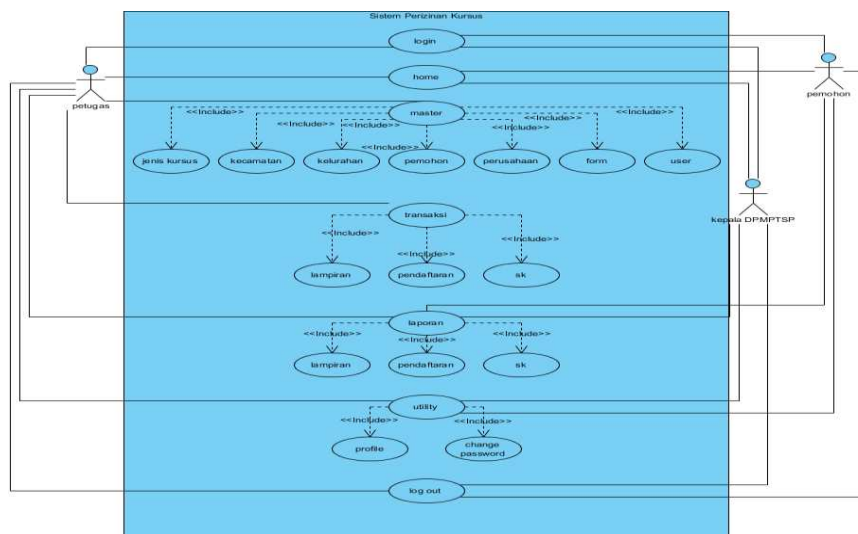 Sistem Perizinan Kursus
login
home
petugas
pemohon
master
<<Include>>
<<Include>>
<<Include>>
<<Include>>
<<Include>>
<<Include>>
<<Include>>
jenis kursus
kecamatan
kelurahan
pemohon
perusahaan
form
user
kepala DPMPTSP
transaksi
<<Include>>
<<Include>>
<<Include>>
lampiran
pendaftaran
sk
laporan
<<Include>>
<<Include>>
<<Include>>
lampiran
pendaftaran
sk
utility
<<Include>>
<<Include>>
profile
change
password
log out